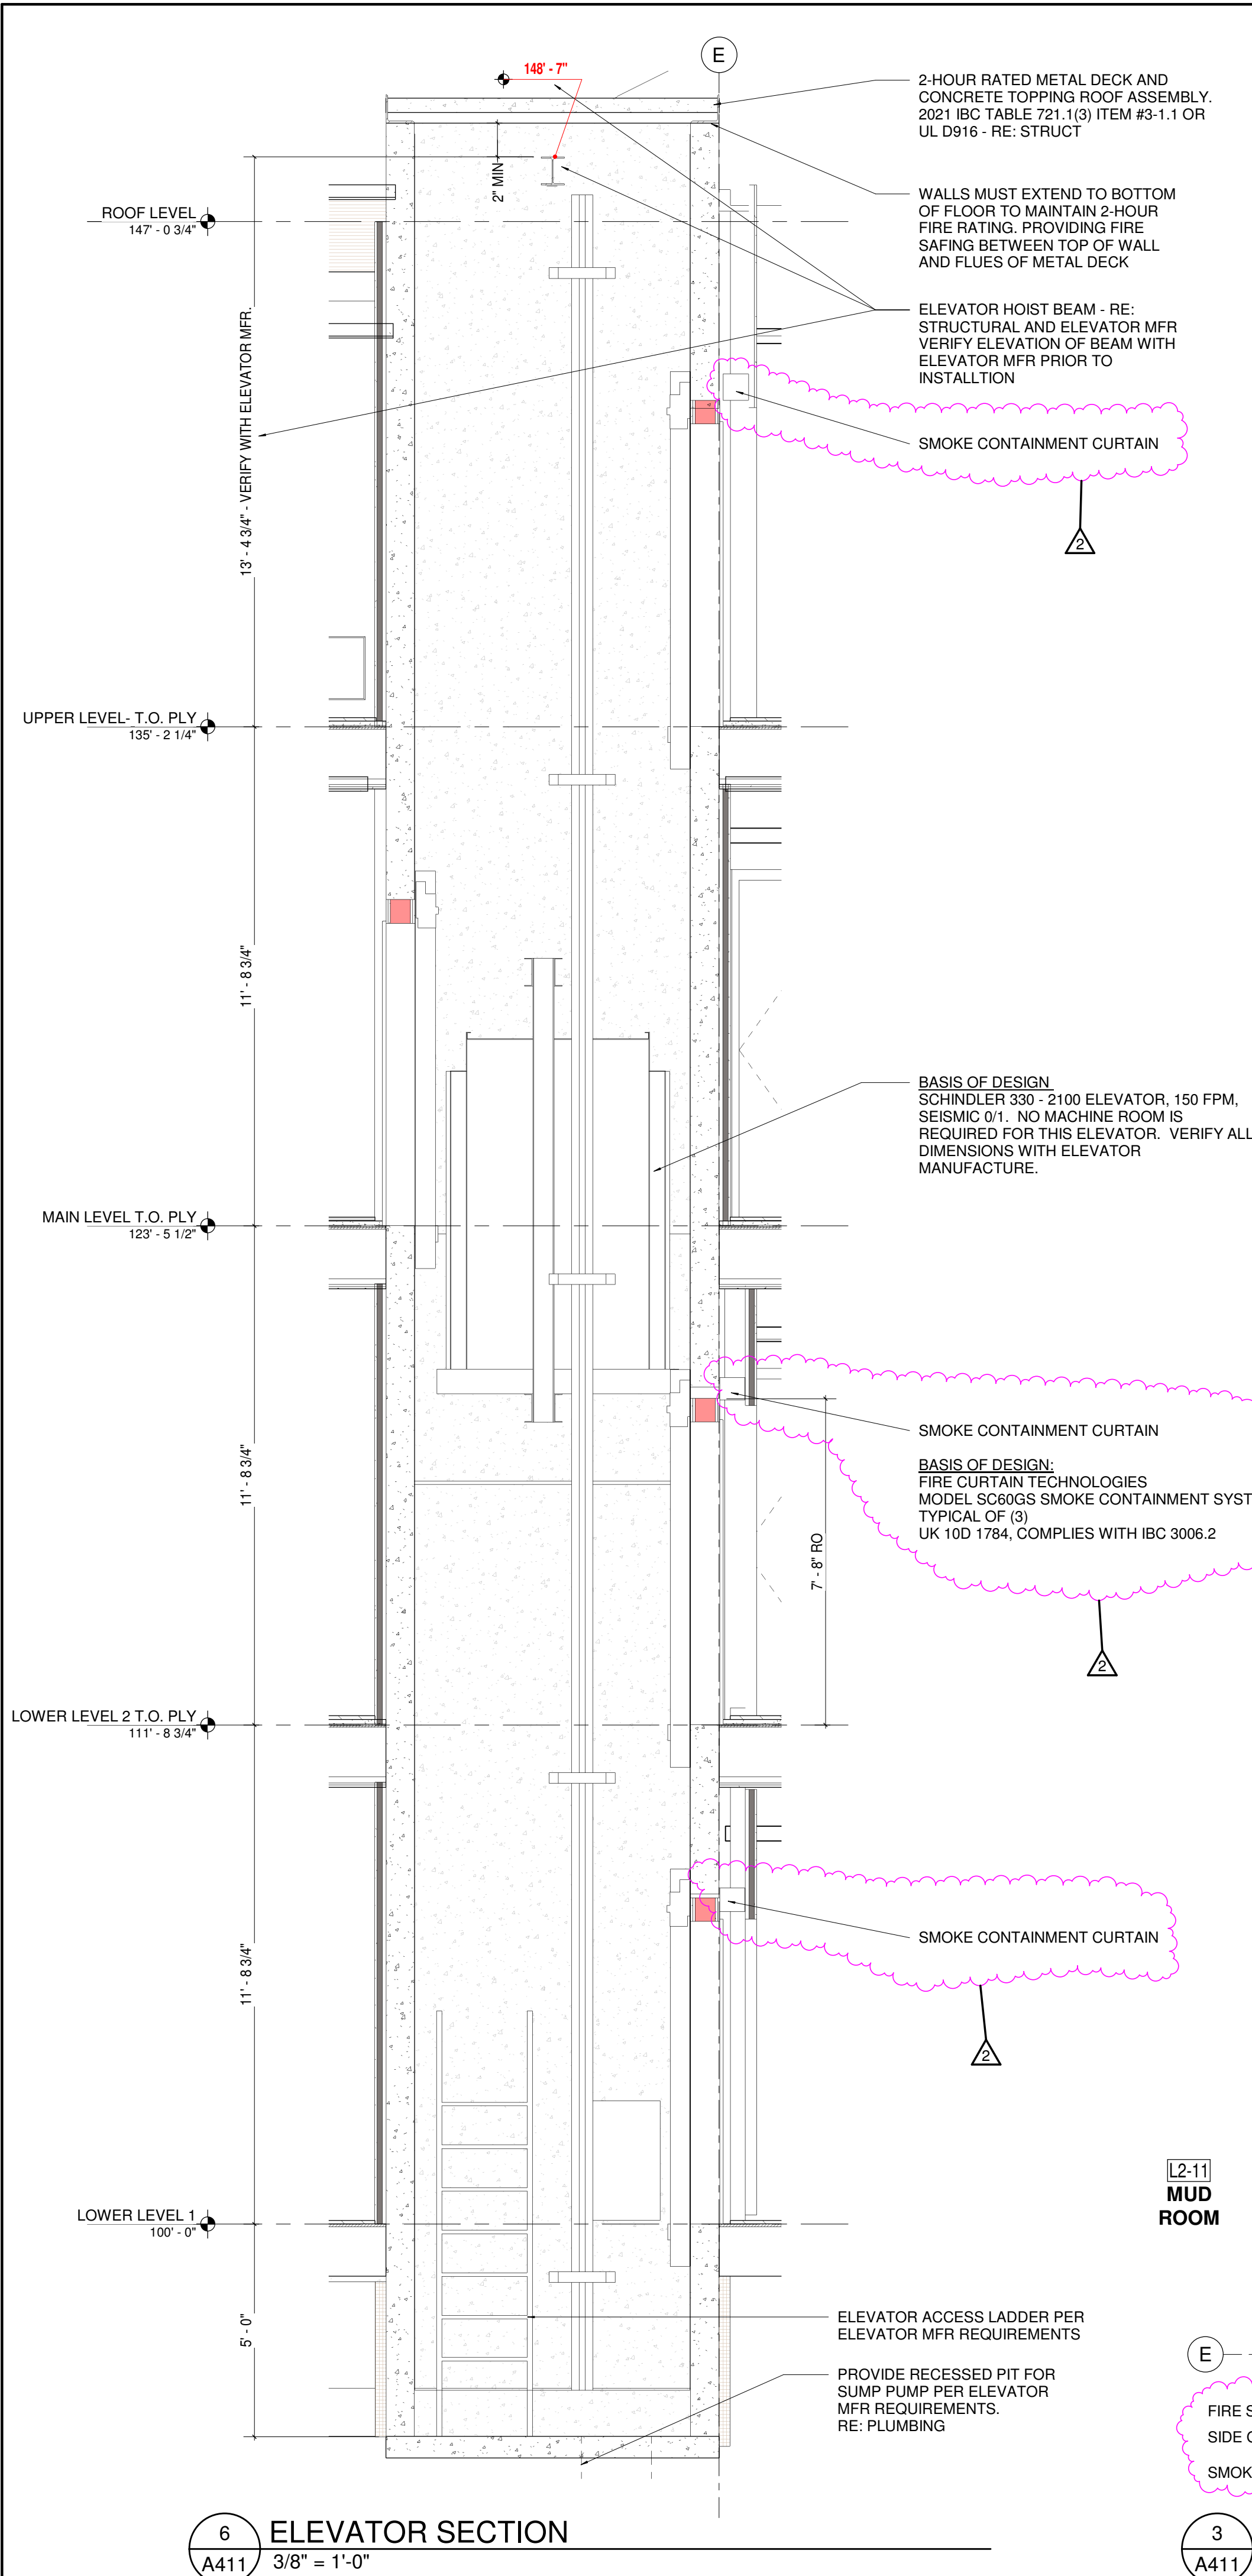 E
148' - 7"
2-HOUR RATED METAL DECK AND
CONCRETE TOPPING ROOF ASSEMBLY.
2021 IBC TABLE 721.1(3) ITEM #3-1.1 OR
UL D916 - RE: STRUCT
2" MIN
WALLS MUST EXTEND TO BOTTOM
OF FLOOR TO MAINTAIN 2-HOUR
FIRE RATING. PROVIDING FIRE
SAFING BETWEEN TOP OF WALL
AND FLUES OF METAL DECK
ROOF LEVEL
147' - 0 3/4"
ELEVATOR HOIST BEAM - RE:
STRUCTURAL AND ELEVATOR MFR
VERIFY ELEVATION OF BEAM WITH
ELEVATOR MFR PRIOR TO
INSTALLTION
13' - 4 3/4" - VERIFY WITH ELEVATOR MFR.
SMOKE CONTAINMENT CURTAIN
2
UPPER LEVEL- T.O. PLY
135' - 2 1/4"
11' - 8 3/4"
BASIS OF DESIGN
SCHINDLER 330 - 2100 ELEVATOR, 150 FPM,
SEISMIC 0/1. NO MACHINE ROOM IS
REQUIRED FOR THIS ELEVATOR. VERIFY ALL
DIMENSIONS WITH ELEVATOR
MANUFACTURE.
MAIN LEVEL T.O. PLY
123' - 5 1/2"
11' - 8 3/4"
SMOKE CONTAINMENT CURTAIN
BASIS OF DESIGN:
FIRE CURTAIN TECHNOLOGIES
MODEL SC60GS SMOKE CONTAINMENT SYST
TYPICAL OF (3)
UK 10D 1784, COMPLIES WITH IBC 3006.2
7' - 8" RO
2
LOWER LEVEL 2 T.O. PLY
111' - 8 3/4"
11' - 8 3/4"
SMOKE CONTAINMENT CURTAIN
2
L2-11
MUD
ROOM
LOWER LEVEL 1
100' - 0"
5' - 0"
ELEVATOR ACCESS LADDER PER
ELEVATOR MFR REQUIREMENTS
PROVIDE RECESSED PIT FOR
SUMP PUMP PER ELEVATOR
MFR REQUIREMENTS.
RE: PLUMBING
E
FIRE S
SIDE
SMOK
6
A411
ELEVATOR SECTION
3/8" = 1'-0"
3
A411